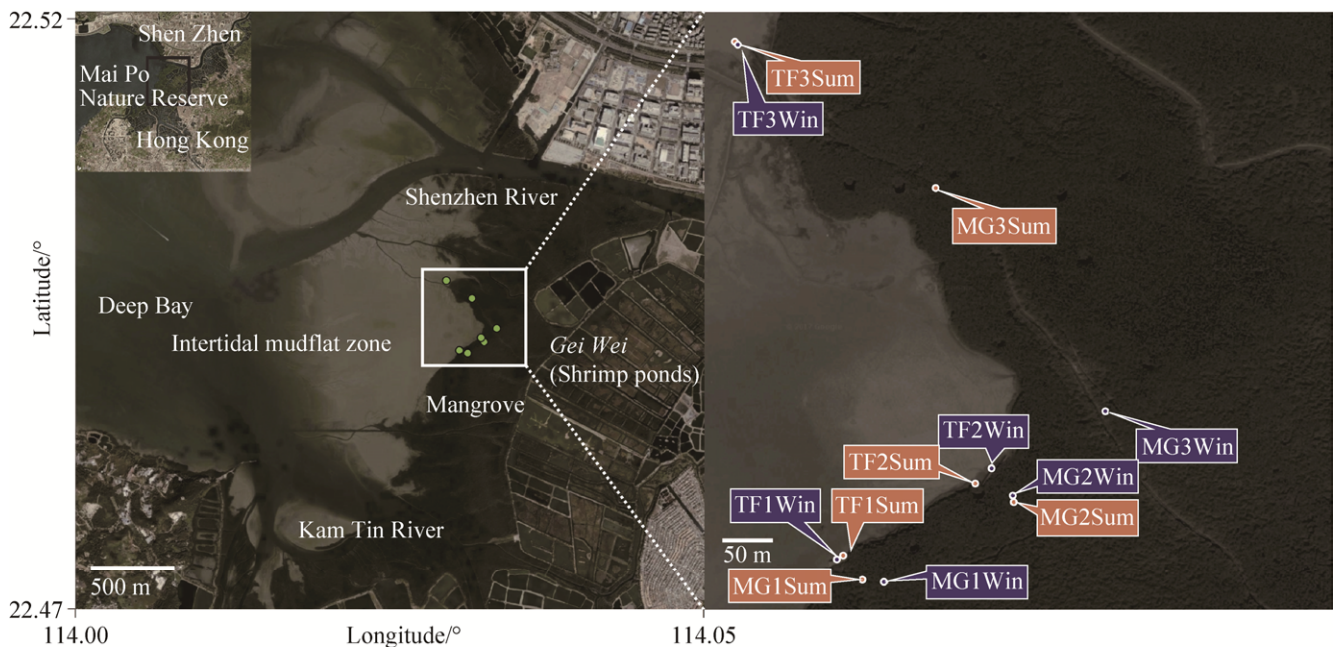 22.52
Shen Zhen
Mai Po
Nature Reserve
Hong Kong
Shenzhen River
Latitude/°
Deep Bay
Intertidal mudflat zone
Gei Wei
(Shrimp ponds)
Mangrove
Kam Tin River
500 m
22.47
114.00
Longitude/°
114.05
TF3Sum
TF3Win
MG3Sum
TF2Win
MG3Win
TF2Sum
MG2Win
TF1Win
TF1Sum
MG2Sum
50 m
MG1Sum
MG1Win